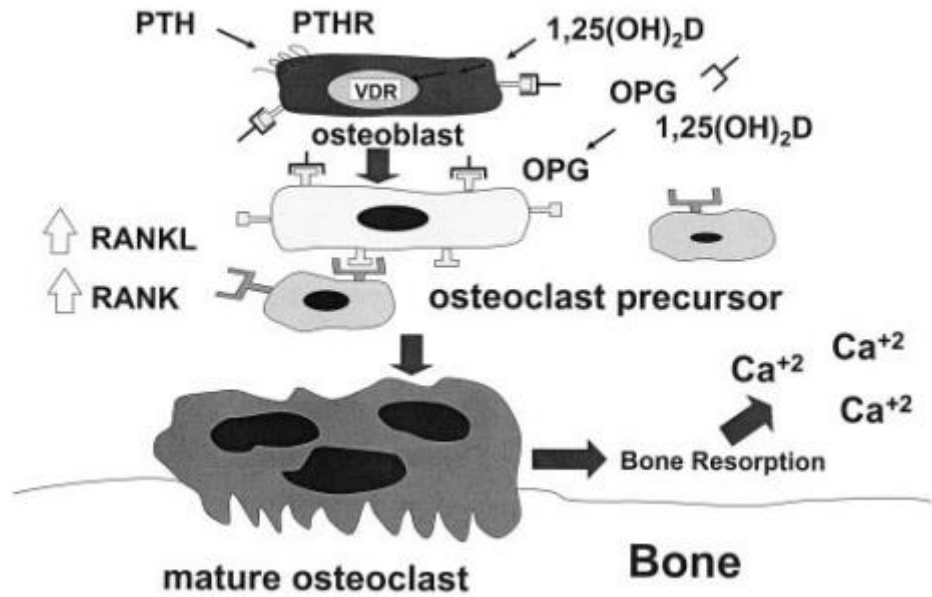 PTH
PTHR
1,25(OH)₂D
VDR
OPG
osteoblast
1,25(OH)₂D
OPG
RANKL
RANK
osteoclast precursor
Ca⁺²
Ca⁺²
Ca⁺²
Bone Resorption
Bone
mature osteoclast